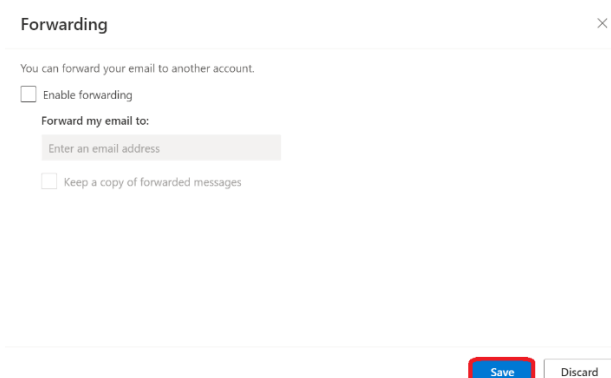 Forwarding
You can forward your email to another account.
Enable forwarding
Forward my email to:
Enter an email address
Keep a copy of forwarded messages
Save
Discard